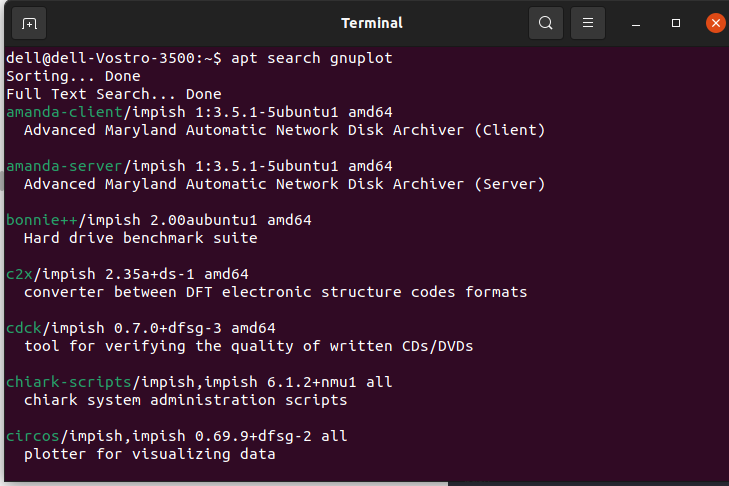 Terminal
dell@dell-Vostro-3500:~$ apt search gnuplot
Sorting... Done
Full Text Search... Done
amanda-client/impish 1:3.5.1-5ubuntu1 amd64
  Advanced Maryland Automatic Network Disk Archiver (Client)
amanda-server/impish 1:3.5.1-5ubuntu1 amd64
  Advanced Maryland Automatic Network Disk Archiver (Server)
bonnie++/impish 2.00aubuntu1 amd64
  Hard drive benchmark suite
c2x/impish 2.35a+ds-1 amd64
  converter between DFT electronic structure codes formats
cdck/impish 0.7.0+dfsg-3 amd64
  tool for verifying the quality of written CDs/DVDs
chiark-scripts/impish,impish 6.1.2+nmu1 all
  chiark system administration scripts
circos/impish,impish 0.69.9+dfsg-2 all
  plotter for visualizing data